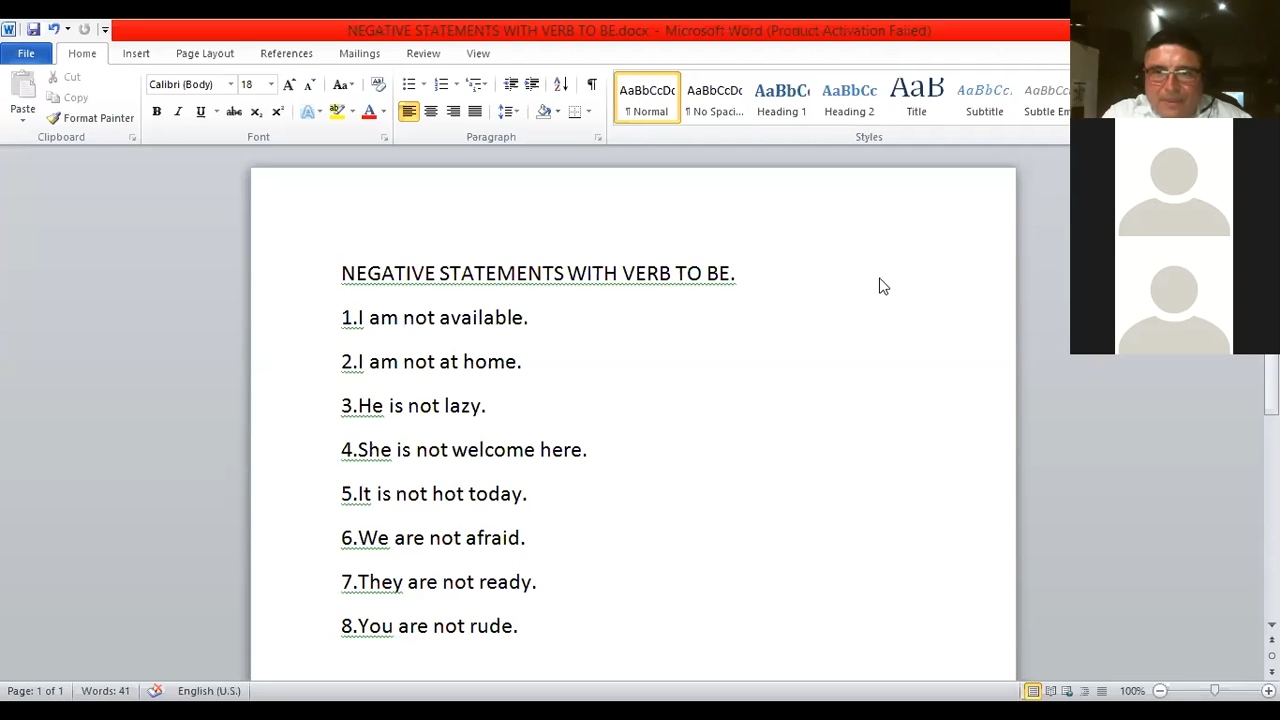 NEGATIVE STATEMENTS WITH VERB TO BE.docx - Microsoft Word (Product Activation Failed)
File Home Insert Page Layout References Mailings Review View
Cut
Copy
Format Painter
Paste
Calibri (Body) 18
AaBbCcDc AaBbCcDc AaBbC AaBbCc AaB AaBbCcL AaBbCcD
¶ Normal ¶ No Spaci... Heading 1 Heading 2 Title Subtitle Subtle Em
Clipboard Font Paragraph Styles
NEGATIVE STATEMENTS WITH VERB TO BE.
1.I am not available.
2.I am not at home.
3.He is not lazy.
4.She is not welcome here.
5.It is not hot today.
6.We are not afraid.
7.They are not ready.
8.You are not rude.
Page: 1 of 1 Words: 41 English (U.S.) 100%